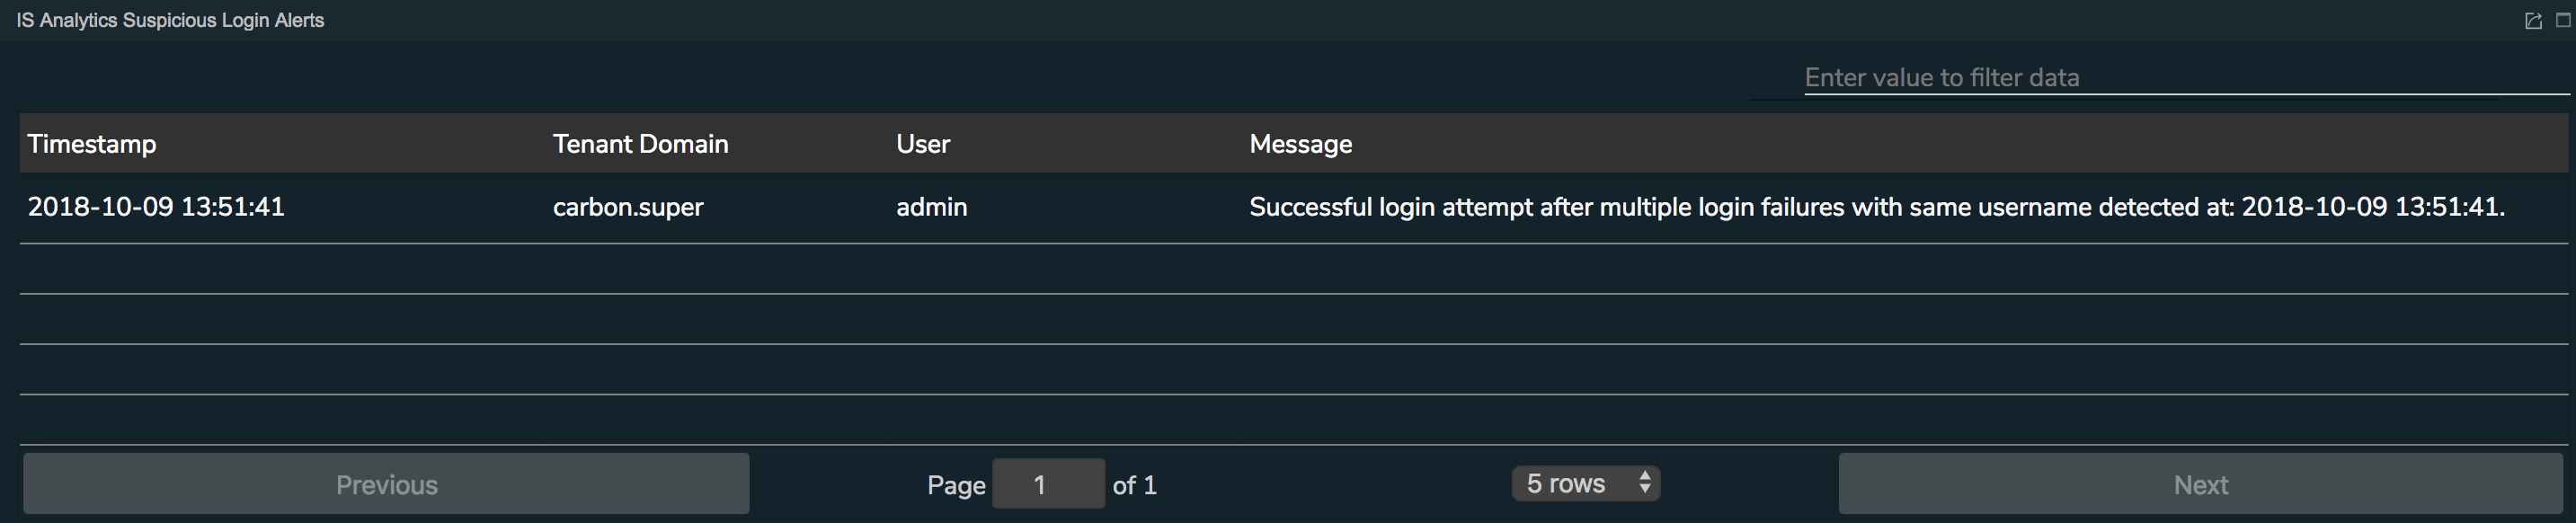 IS Analytics Suspicious Login Alerts
Enter value to filter data
Timestamp Tenant Domain User Message
2018-10-09 13:51:41 carbon.super admin Successful login attempt after multiple login failures with same username detected at: 2018-10-09 13:51:41.
Previous Page 1 of 1 5 rows Next